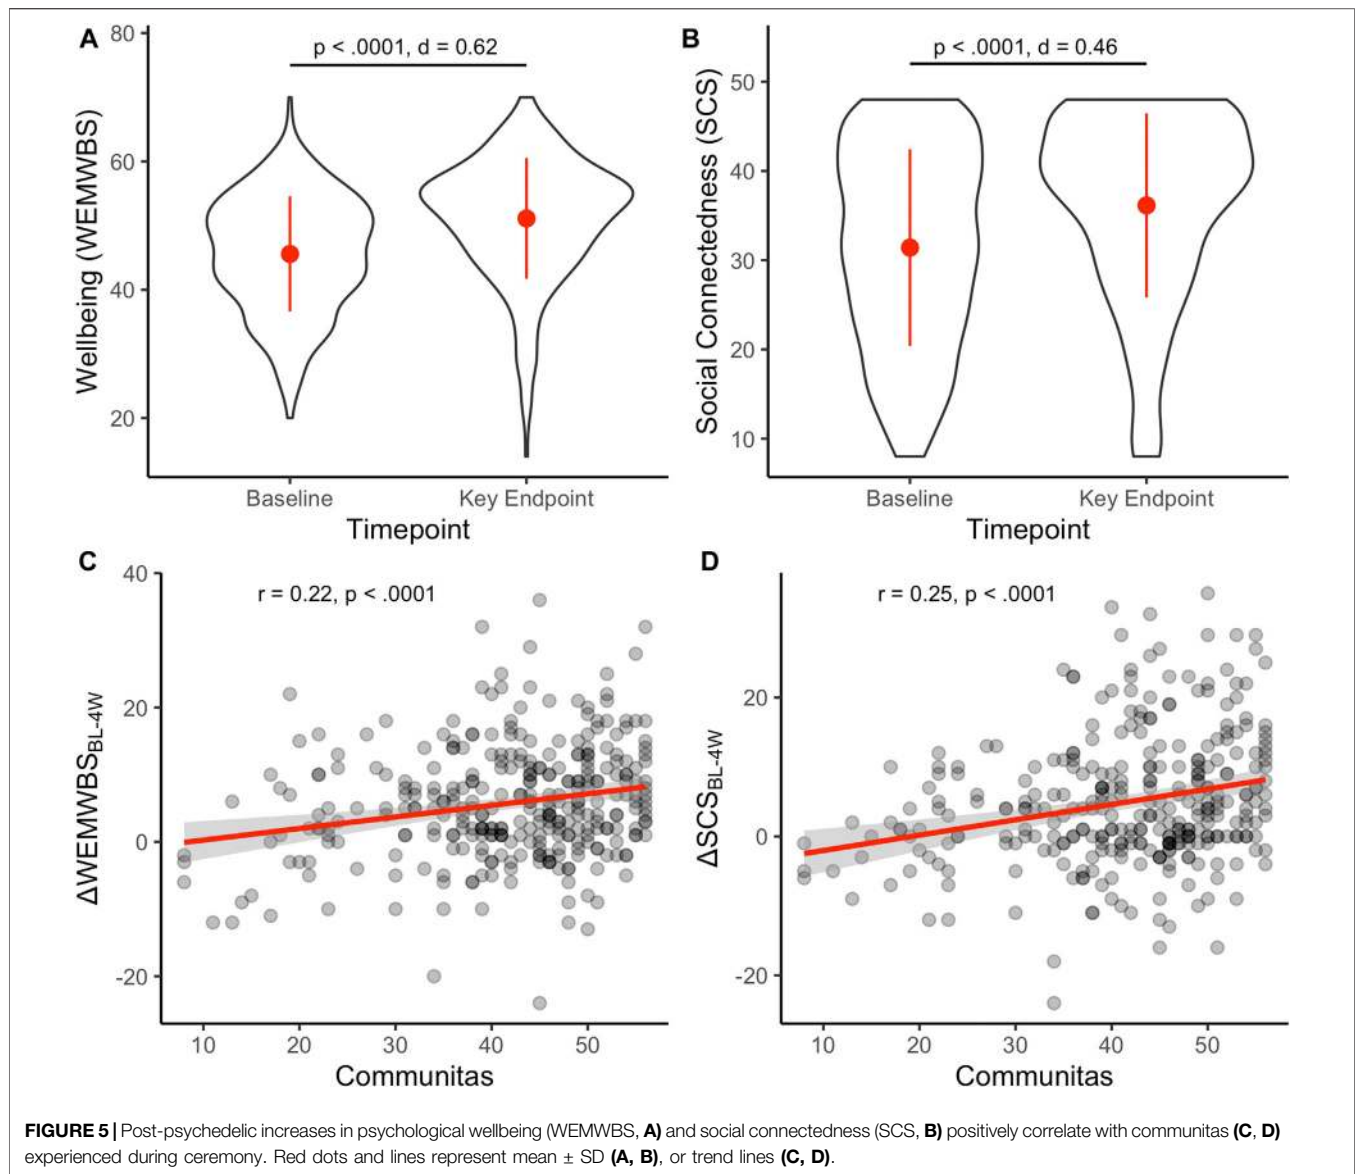 A
p < .0001, d = 0.62
Wellbeing (WEMWBS)
80
60
40
20
Baseline
Key Endpoint
Timepoint
B
p < .0001, d = 0.46
Social Connectedness (SCS)
50
40
30
20
10
Baseline
Key Endpoint
Timepoint
C
r = 0.22, p < .0001
ΔWEMWBS_BL-4W
40
20
0
-20
10 20 30 40 50
Communitas
D
r = 0.25, p < .0001
ΔSCS_BL-4W
20
0
-20
10 20 30 40 50
Communitas
FIGURE 5 | Post-psychedelic increases in psychological wellbeing (WEMWBS, A) and social connectedness (SCS, B) positively correlate with communitas (C, D)
experienced during ceremony. Red dots and lines represent mean ± SD (A, B), or trend lines (C, D).